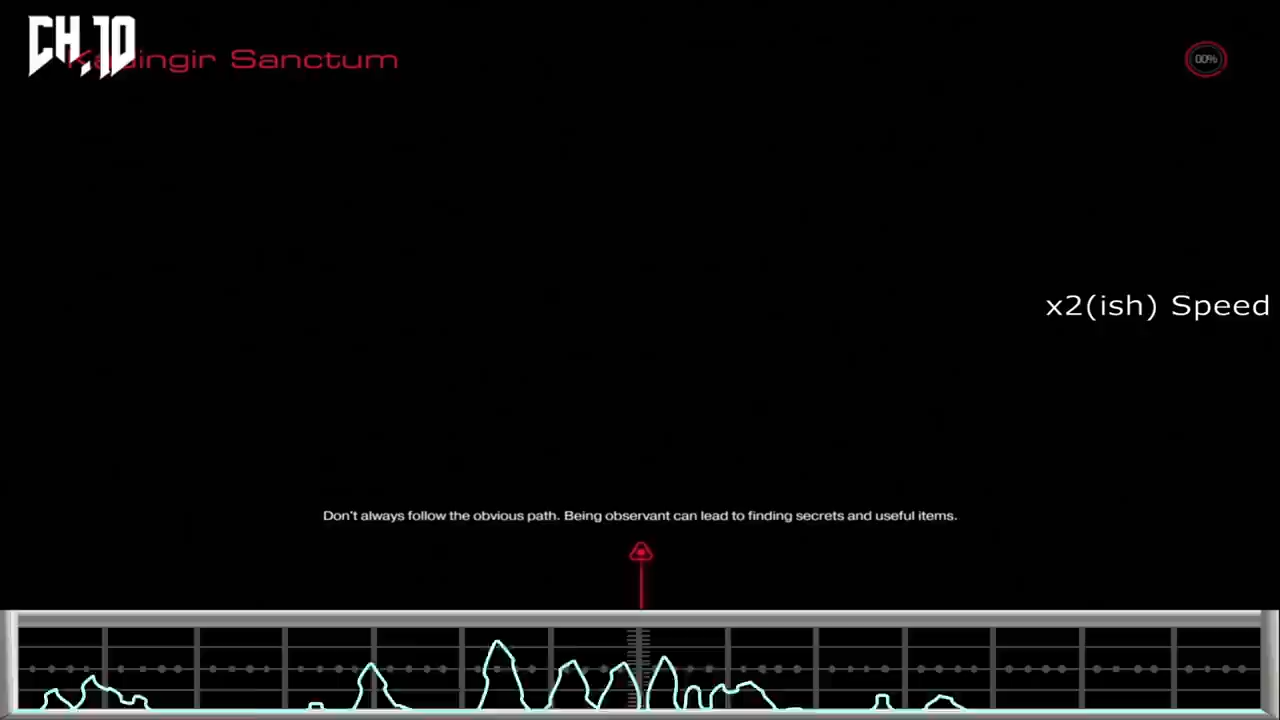 CH.10
Kadingir Sanctum
00%
x2(ish) Speed
Don't always follow the obvious path. Being observant can lead to finding secrets and useful items.